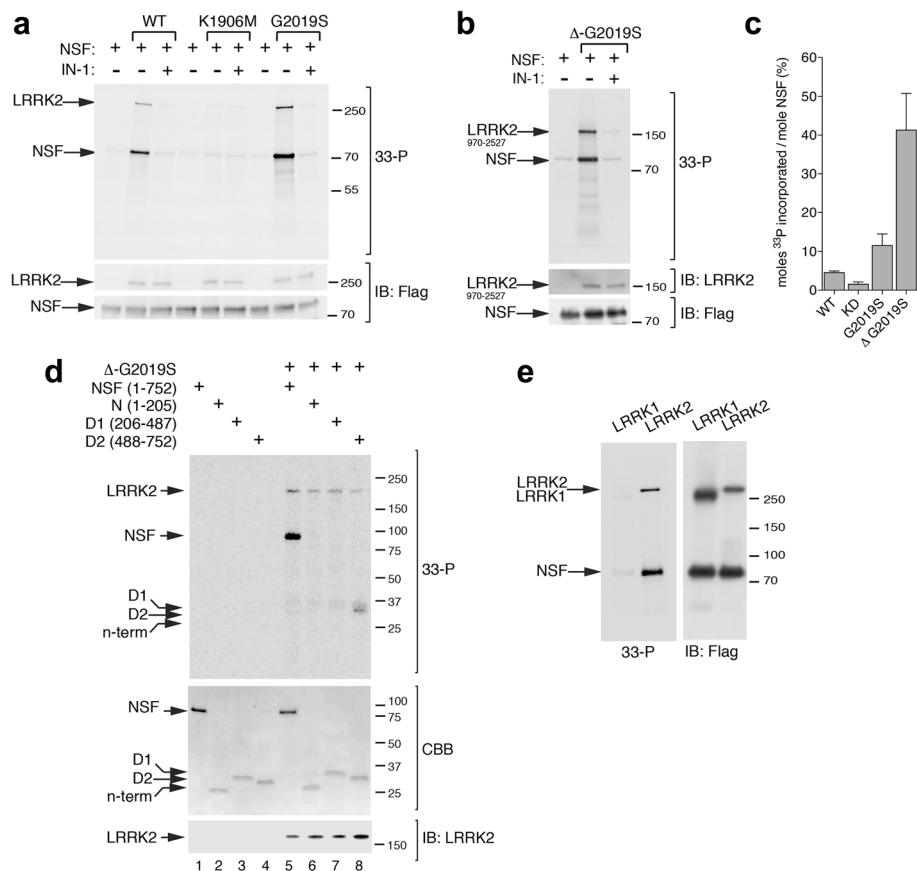 a
WT K1906M G2019S
NSF: + + + + + + + + +
IN-1: - + - + - +
LRRK2
NSF
250
70
55
33-P
LRRK2
250
NSF
70
IB: Flag
b
Δ-G2019S
NSF: + + +
IN-1: - +
LRRK2
970-2527
NSF
150
70
33-P
LRRK2
970-2527
150
IB: LRRK2
NSF
70
IB: Flag
c
moles ³³P incorporated / mole NSF (%)
60
50
40
30
20
10
0
WT
KD
G2019S
Δ G2019S
d
Δ-G2019S + + + +
NSF (1-752) + +
N (1-205) + +
D1 (206-487) + +
D2 (488-752) + +
LRRK2
NSF
D1
D2
n-term
250
150
100
75
50
37
25
33-P
NSF
D1
D2
n-term
100
75
50
37
25
CBB
LRRK2
150
IB: LRRK2
1 2 3 4 5 6 7 8
e
LRRK1 LRRK2 LRRK1 LRRK2
LRRK2
LRRK1
NSF
250
150
100
70
33-P IB: Flag